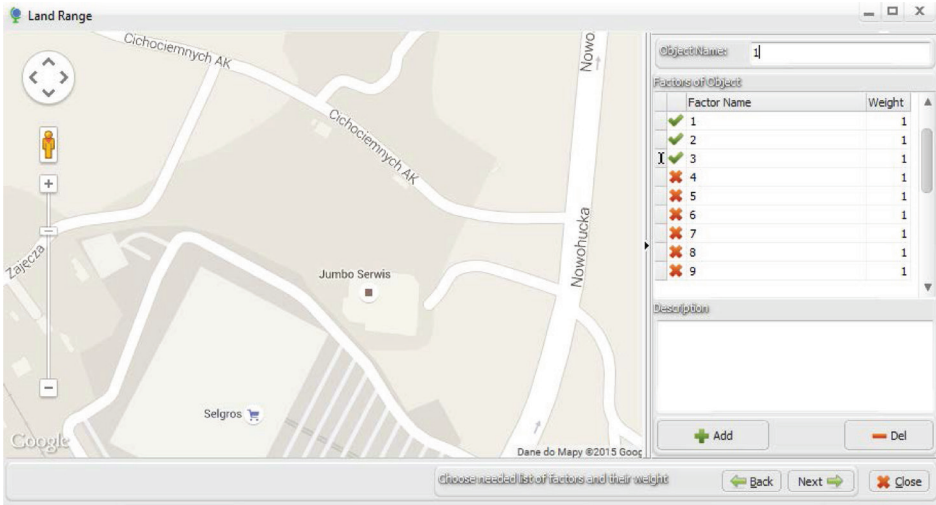 Land Range
Cichociemnych AK
Nowo
Cichociemnych AK
Nowohucka
Zajęcza
Jumbo Serwis
Selgros
Google
Dane do Mapy ©2015 Goog
Object Name: 1
Factors of Object
Factor Name Weight
1 1
2 1
3 1
4 1
5 1
6 1
7 1
8 1
9 1
Description
Add Del
Choose needed list of factors and their weight Back Next Close